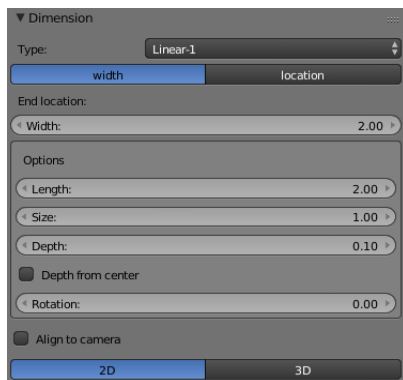 Dimension
Type: Linear-1
width location
End location:
Width: 2.00
Options
Length: 2.00
Size: 1.00
Depth: 0.10
Depth from center
Rotation: 0.00
Align to camera
2D 3D